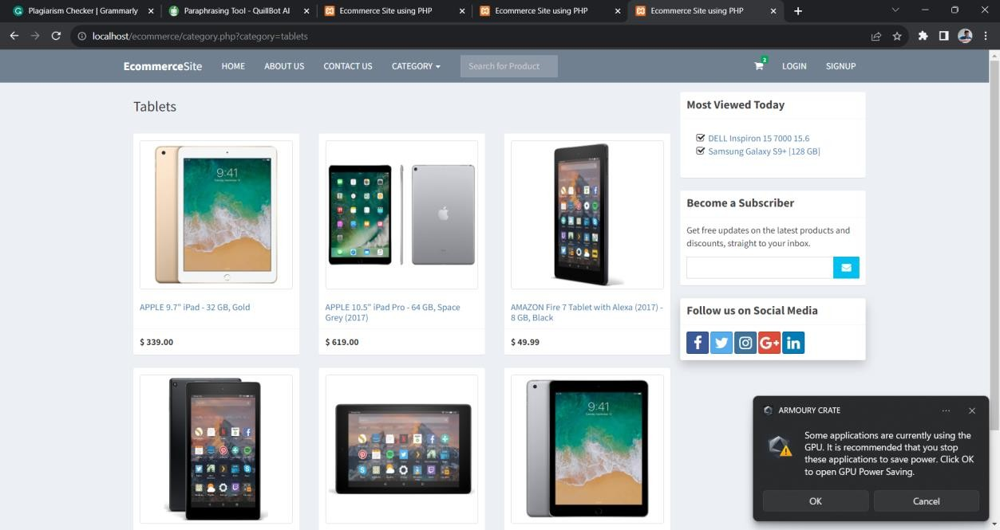 Plagiarism Checker | Grammarly
Paraphrasing Tool - QuillBot AI
Ecommerce Site using PHP
Ecommerce Site using PHP
Ecommerce Site using PHP
localhost/ecommerce/category.php?category=tablets
EcommerceSite
HOME
ABOUT US
CONTACT US
CATEGORY
Search for Product
2
LOGIN
SIGNUP
Tablets
9:41
APPLE 9.7" iPad - 32 GB, Gold
$ 339.00
APPLE 10.5" iPad Pro - 64 GB, Space
Grey (2017)
$ 619.00
AMAZON Fire 7 Tablet with Alexa (2017) -
8 GB, Black
$ 49.99
9:41
Most Viewed Today
DELL Inspiron 15 7000 15.6
Samsung Galaxy S9+ [128 GB]
Become a Subscriber
Get free updates on the latest products and
discounts, straight to your inbox.
Follow us on Social Media
f
G+
in
ARMOURY CRATE
Some applications are currently using the
GPU. It is recommended that you stop
these applications to save power. Click OK
to open GPU Power Saving.
OK
Cancel